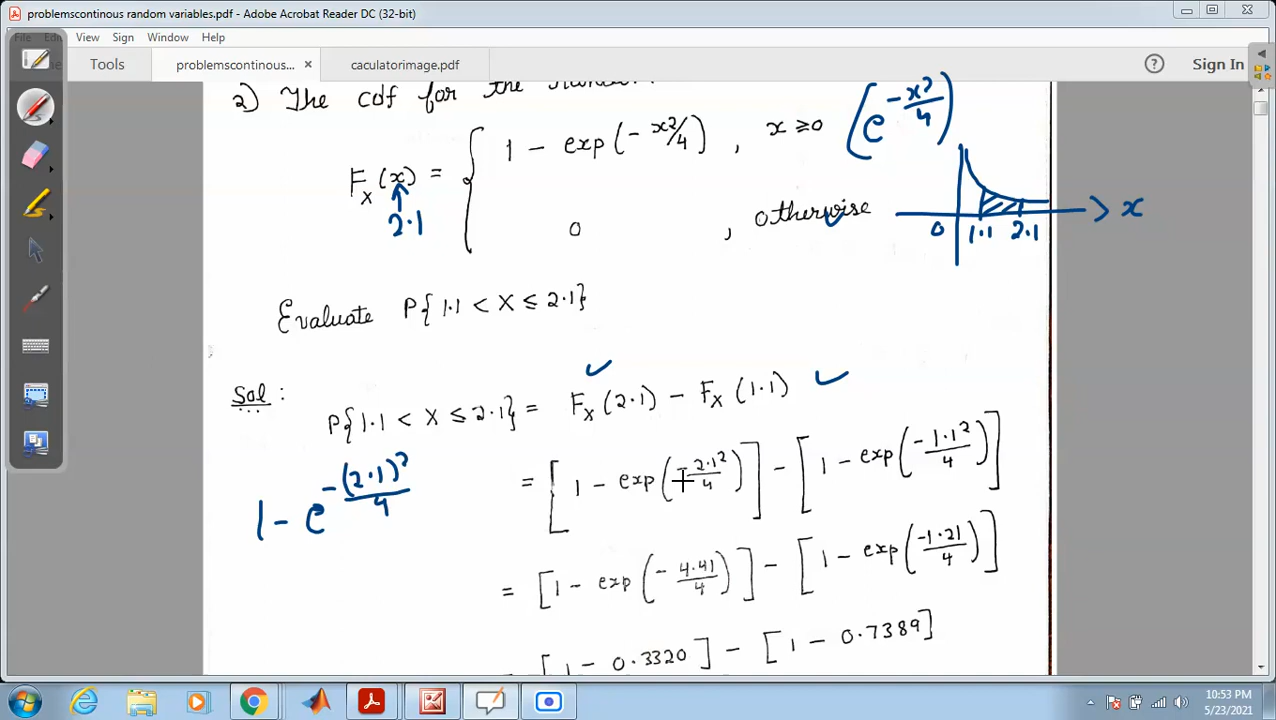 problemscontinous random variables.pdf - Adobe Acrobat Reader DC (32-bit)
View Sign Window Help
Tools problemscontinous... × caculatorimage.pdf Sign In
2) The cdf for the
F_X(x) = { 1 - exp(-x²/4) , x ≥ 0 (e^(-x²/4))
2.1
0 , otherwise
0 1.1 2.1 x
Evaluate P{1.1 < X ≤ 2.1}
Sol :
P{1.1 < X ≤ 2.1} = F_X(2.1) - F_X(1.1)
= [1 - exp(-2.1²/4)] - [1 - exp(-1.1²/4)]
1 - e^(-(2.1)²/4)
= [1 - exp(-4.41/4)] - [1 - exp(-1.21/4)]
[1 - 0.3320] - [1 - 0.7389]
10:53 PM
5/23/2021